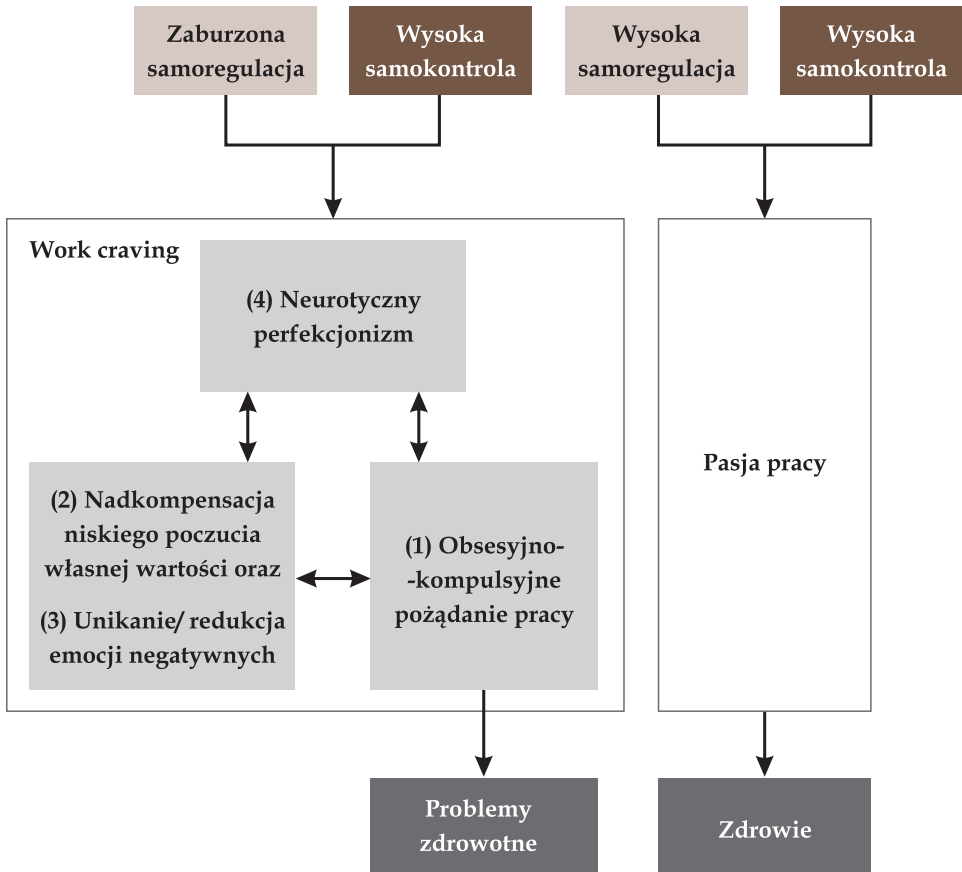 Zaburzona
samoregulacja
Wysoka
samokontrola
Wysoka
samoregulacja
Wysoka
samokontrola
Work craving
(4) Neurotyczny
perfekcjonizm
(2) Nadkompensacja
niskiego poczucia
własnej wartości oraz
(3) Unikanie/ redukcja
emocji negatywnych
(1) Obsesyjno-
-kompulsyjne
pożądanie pracy
Pasja pracy
Problemy
zdrowotne
Zdrowie